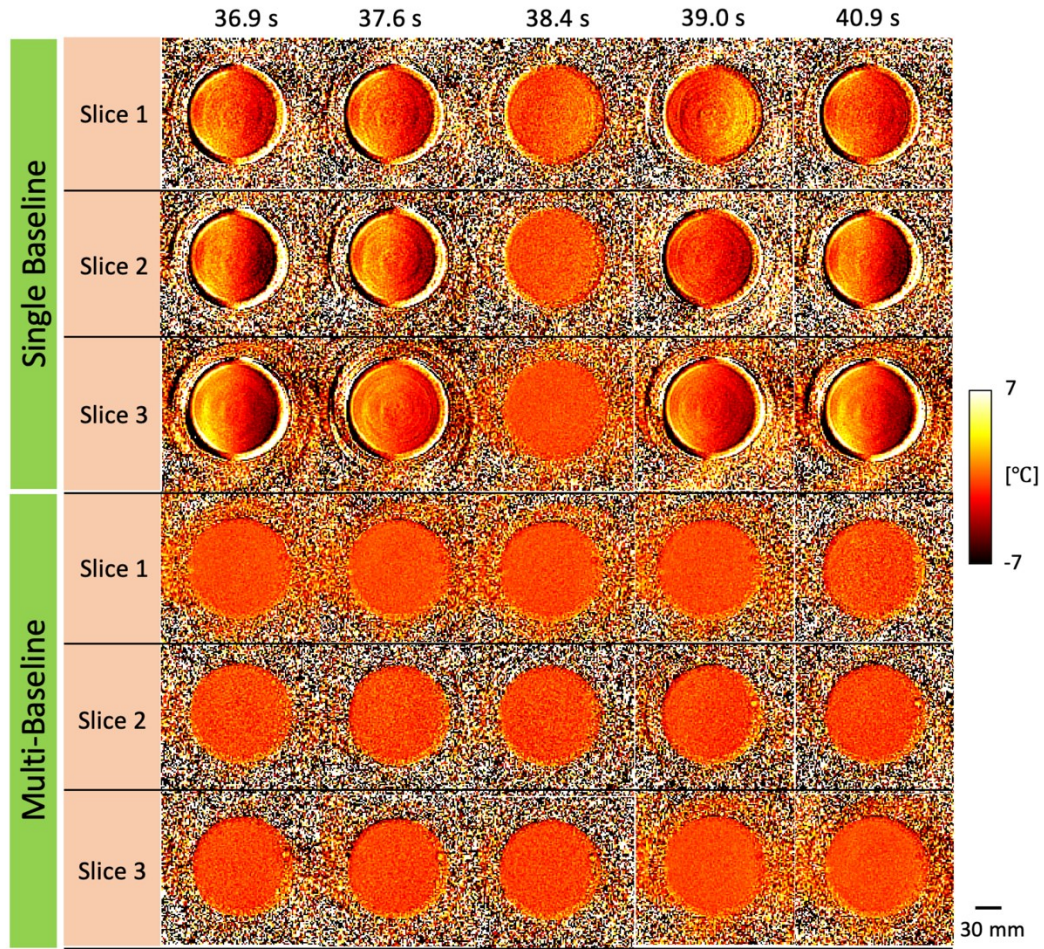 36.9 s 37.6 s 38.4 s 39.0 s 40.9 s
Single Baseline
Slice 1
Slice 2
Slice 3
Multi-Baseline
Slice 1
Slice 2
Slice 3
7
[°C]
-7
30 mm